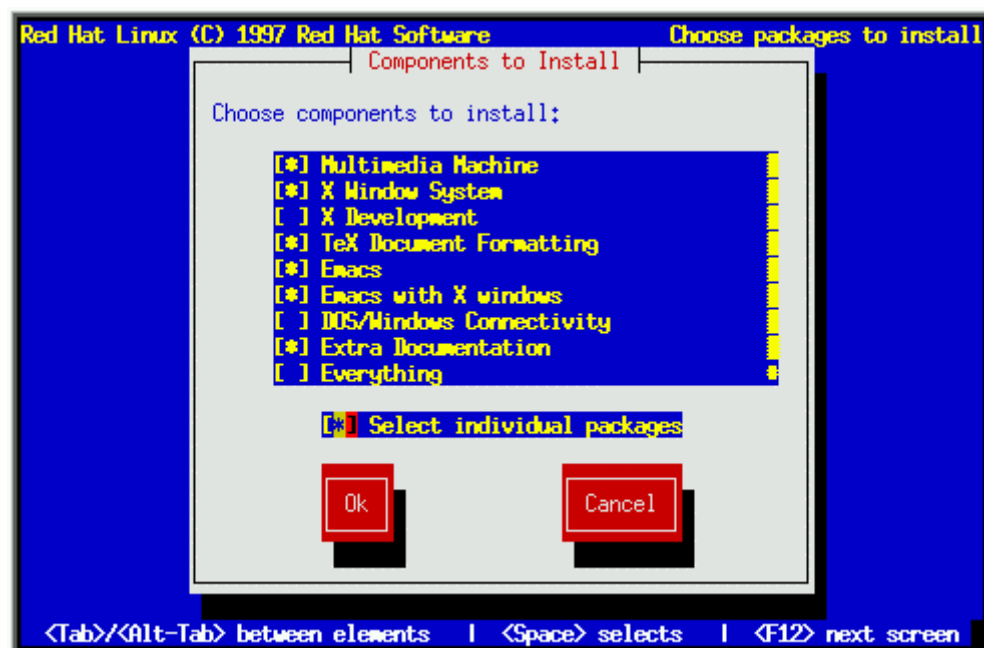 Red Hat Linux (C) 1997 Red Hat Software Choose packages to install
Components to Install
Choose components to install:
[*] Multimedia Machine
[*] X Window System
[ ] X Development
[*] TeX Document Formatting
[*] Emacs
[*] Emacs with X windows
[ ] DOS/Windows Connectivity
[*] Extra Documentation
[ ] Everything
[*] Select individual packages
Ok Cancel
<Tab>/<Alt-Tab> between elements | <Space> selects | <F12> next screen